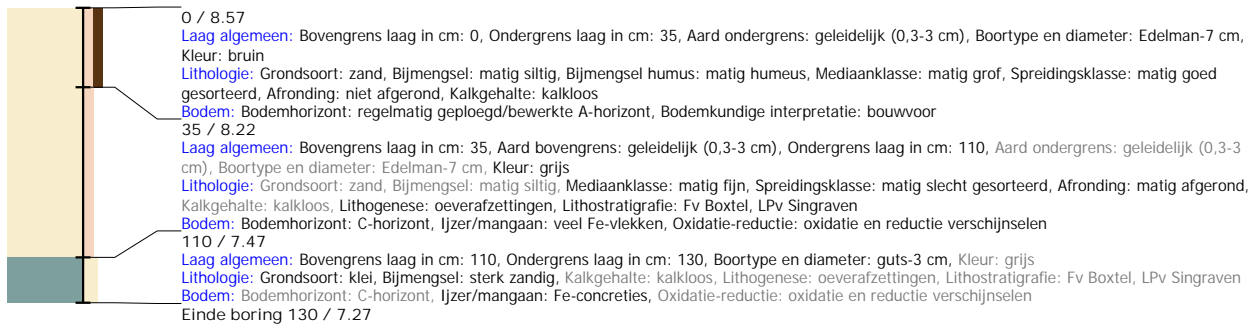 0 / 8.57
Laag algemeen: Bovengrens laag in cm: 0, Ondergrens laag in cm: 35, Aard ondergrens: geleidelijk (0,3-3 cm), Boortype en diameter: Edelman-7 cm,
Kleur: bruin
Lithologie: Grondsoort: zand, Bijmengsel: matig siltig, Bijmengsel humus: matig humeus, Mediaanklasse: matig grof, Spreidingsklasse: matig goed
gesorteerd, Afronding: niet afgerond, Kalkgehalte: kalkloos
Bodem: Bodemhorizont: regelmatig geploegd/bewerkte A-horizont, Bodemkundige interpretatie: bouwvoor
35 / 8.22
Laag algemeen: Bovengrens laag in cm: 35, Aard bovengrens: geleidelijk (0,3-3 cm), Ondergrens laag in cm: 110, Aard ondergrens: geleidelijk (0,3-3
cm), Boortype en diameter: Edelman-7 cm, Kleur: grijs
Lithologie: Grondsoort: zand, Bijmengsel: matig siltig, Mediaanklasse: matig fijn, Spreidingsklasse: matig slecht gesorteerd, Afronding: matig afgerond,
Kalkgehalte: kalkloos, Lithogenese: oeverafzettingen, Lithostratigrafie: Fv Boxtel, LPv Singraven
Bodem: Bodemhorizont: C-horizont, Ijzer/mangaan: veel Fe-vlekken, Oxidatie-reductie: oxidatie en reductie verschijnselen
110 / 7.47
Laag algemeen: Bovengrens laag in cm: 110, Ondergrens laag in cm: 130, Boortype en diameter: guts-3 cm, Kleur: grijs
Lithologie: Grondsoort: klei, Bijmengsel: sterk zandig, Kalkgehalte: kalkloos, Lithogenese: oeverafzettingen, Lithostratigrafie: Fv Boxtel, LPv Singraven
Bodem: Bodemhorizont: C-horizont, Ijzer/mangaan: Fe-concreties, Oxidatie-reductie: oxidatie en reductie verschijnselen
Einde boring 130 / 7.27